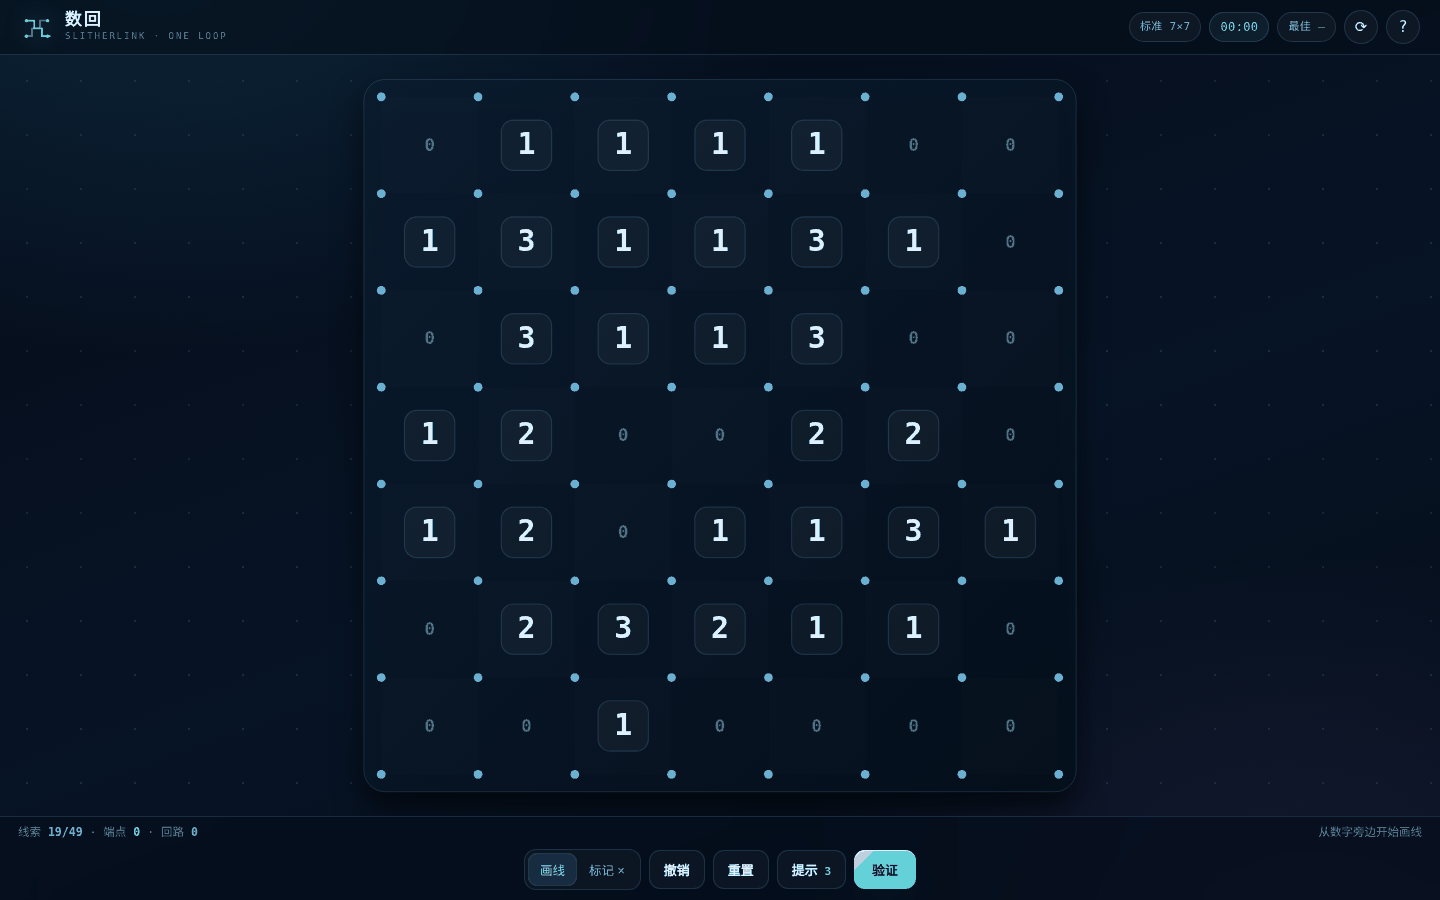 数回
SLITHERLINK · ONE LOOP
标准 7×7
00:00
最佳 —
⟳
?
0 1 1 1 1 0 0
1 3 1 1 3 1 0
0 3 1 1 3 0 0
1 2 0 0 2 2 0
1 2 0 1 1 3 1
0 2 3 2 1 1 0
0 0 1 0 0 0 0
线索 19/49 · 端点 0 · 回路 0
从数字旁边开始画线
画线
标记 ×
撤销
重置
提示 3
验证